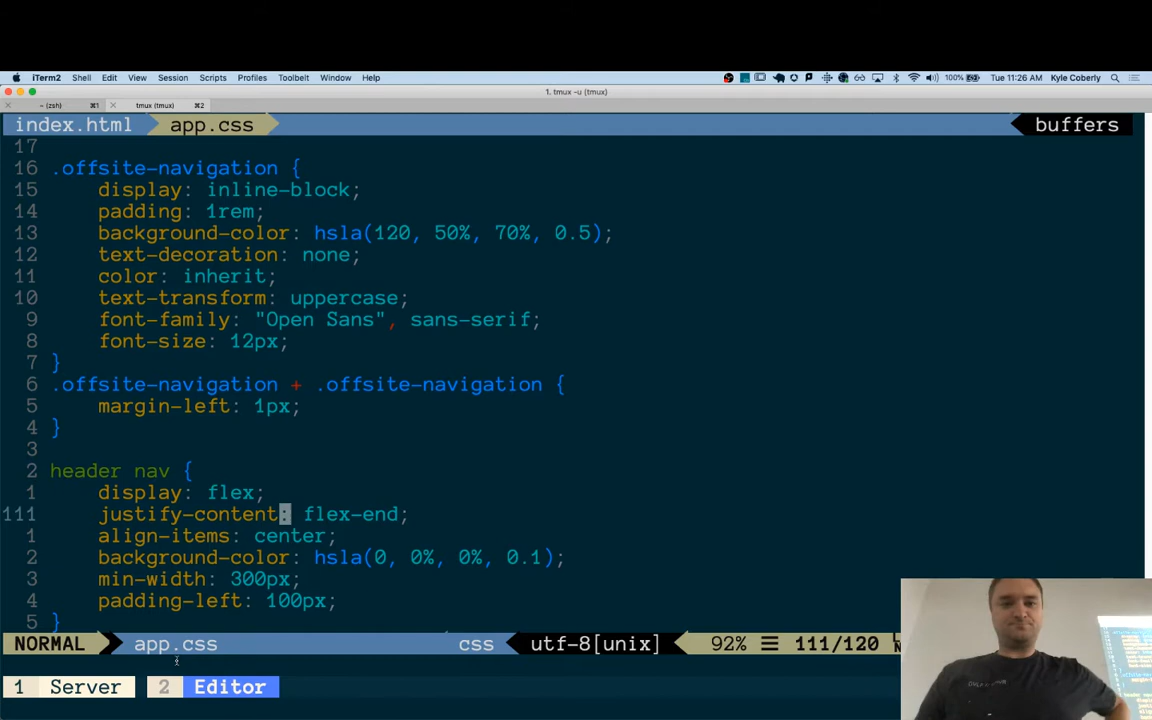 iTerm2 Shell Edit View Session Scripts Profiles Toolbelt Window Help 100% Tue 11:26 AM Kyle Coberly
1. tmux -u (tmux)
~ (zsh) ⌘1 tmux (tmux) ⌘2
index.html app.css buffers
17
16 .offsite-navigation {
15 display: inline-block;
14 padding: 1rem;
13 background-color: hsla(120, 50%, 70%, 0.5);
12 text-decoration: none;
11 color: inherit;
10 text-transform: uppercase;
9 font-family: "Open Sans", sans-serif;
8 font-size: 12px;
7 }
6 .offsite-navigation + .offsite-navigation {
5 margin-left: 1px;
4 }
3
2 header nav {
1 display: flex;
111 justify-content: flex-end;
1 align-items: center;
2 background-color: hsla(0, 0%, 0%, 0.1);
3 min-width: 300px;
4 padding-left: 100px;
5 }
NORMAL app.css css utf-8[unix] 92% ☰ 111/120
1 Server 2 Editor